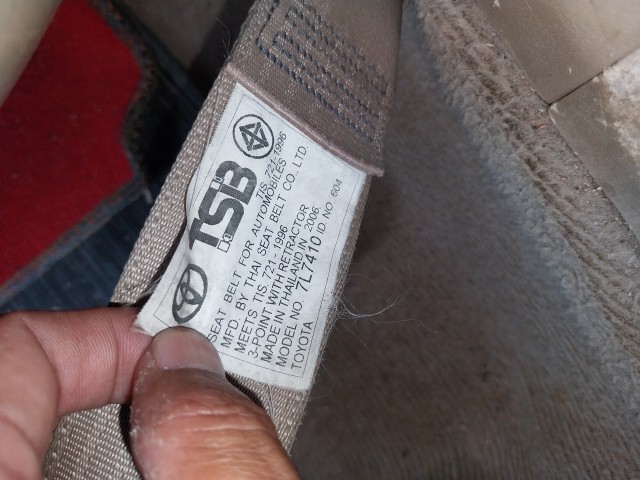 TIS 721-1996
TSB
SEAT BELT FOR AUTOMOBILES
MFD. BY THAI SEAT BELT CO., LTD.
MEETS TIS 721 - 1996
3-POINT WITH RETRACTOR
MADE IN THAILAND IN 2006.
MODEL NO. 7L7410 ID NO 604
TOYOTA